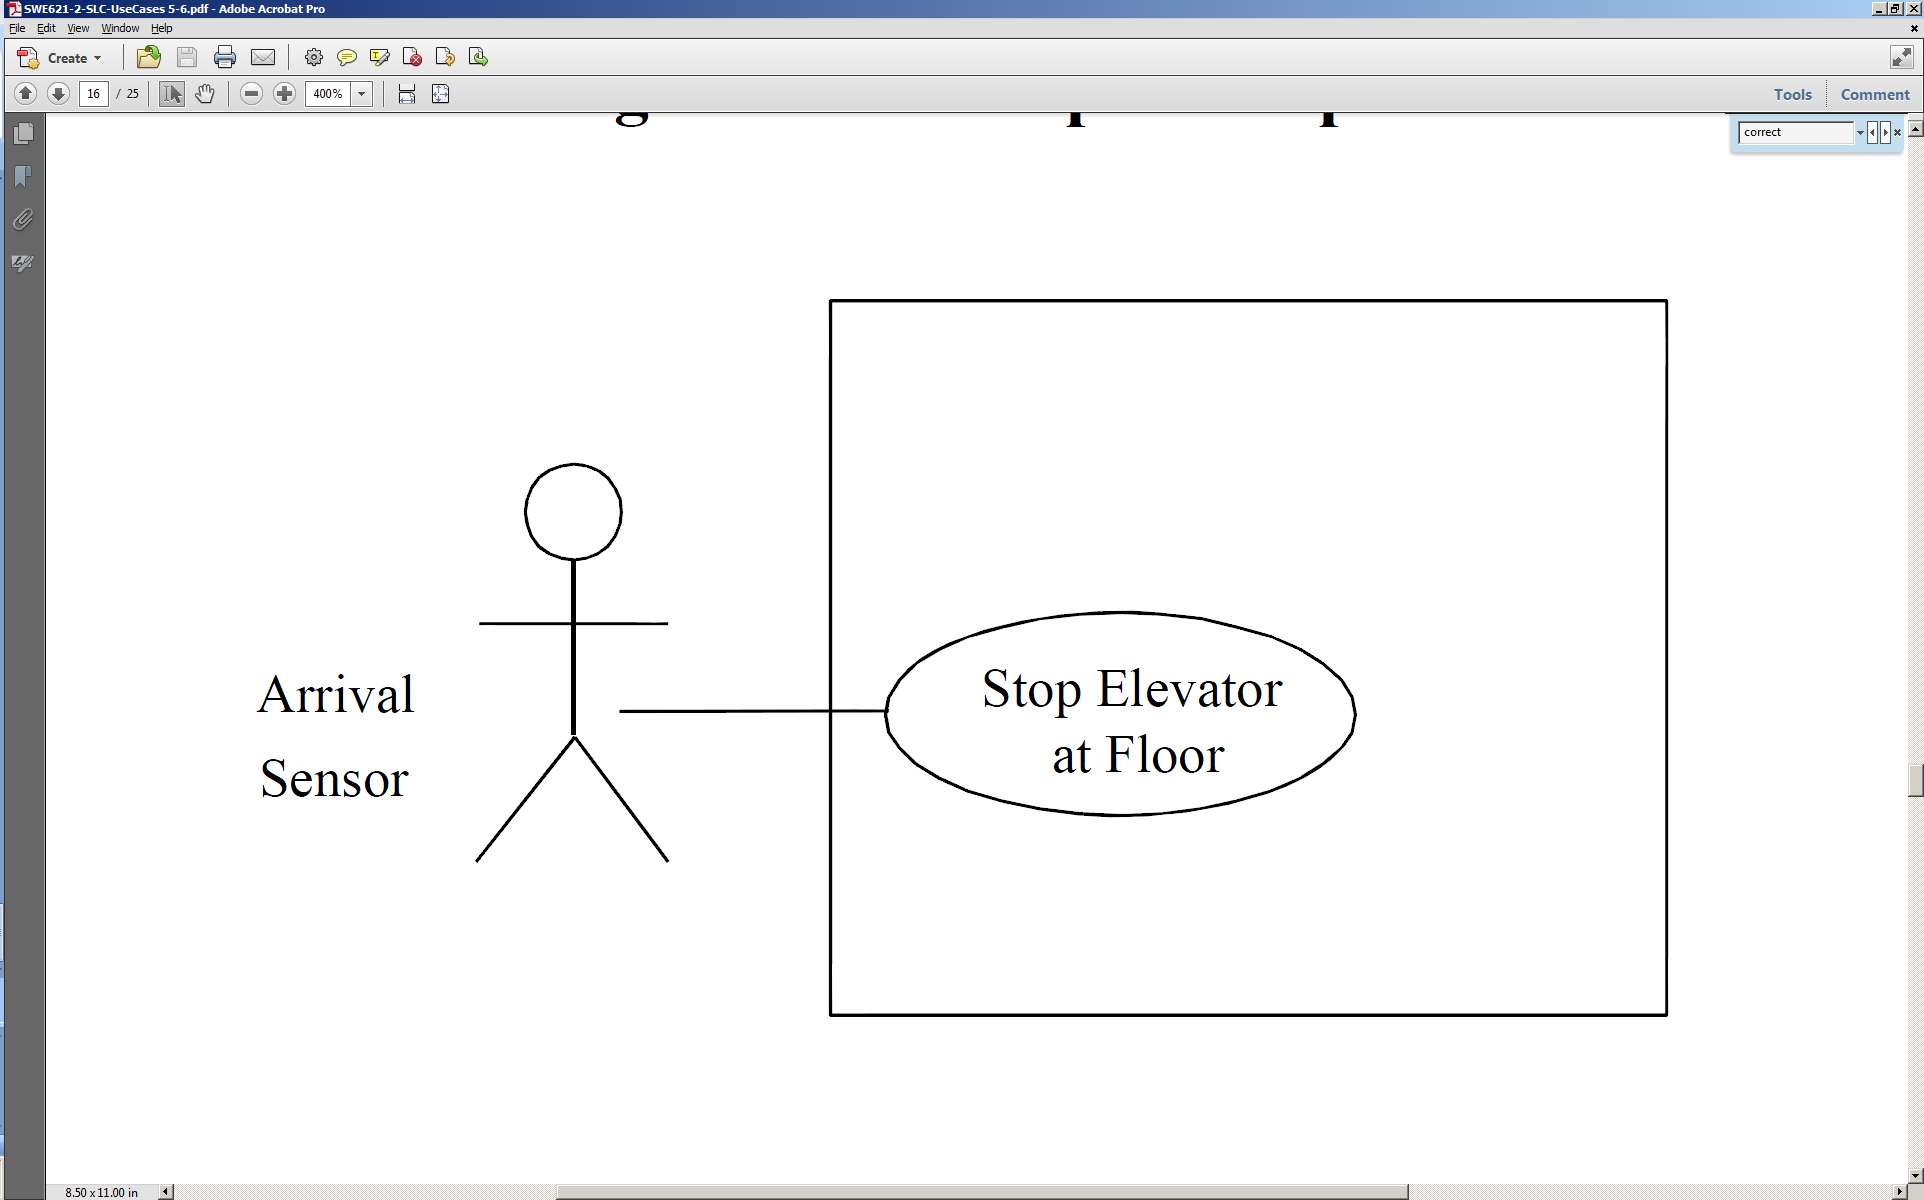 SWE621-2-SLC-UseCases 5-6.pdf - Adobe Acrobat Pro
File Edit View Window Help
Create
16 / 25 400% Tools Comment
correct
Arrival
Sensor
Stop Elevator
at Floor
8.50 x 11.00 in